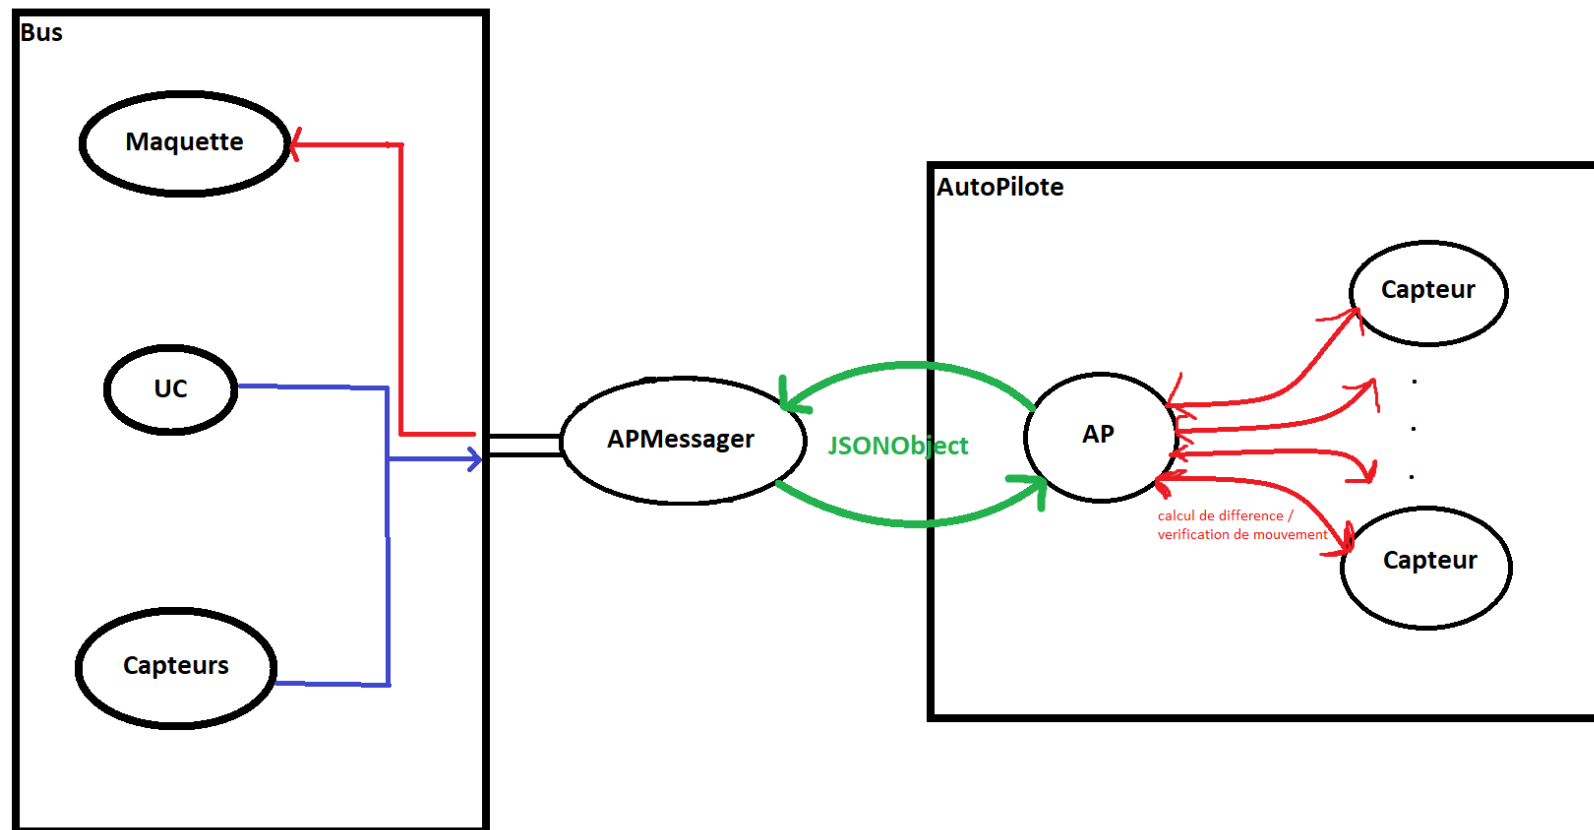 Bus
Maquette
UC
Capteurs
APMessager
JSONObject
AutoPilote
AP
Capteur
.
.
.
Capteur
calcul de difference /
verification de mouvement